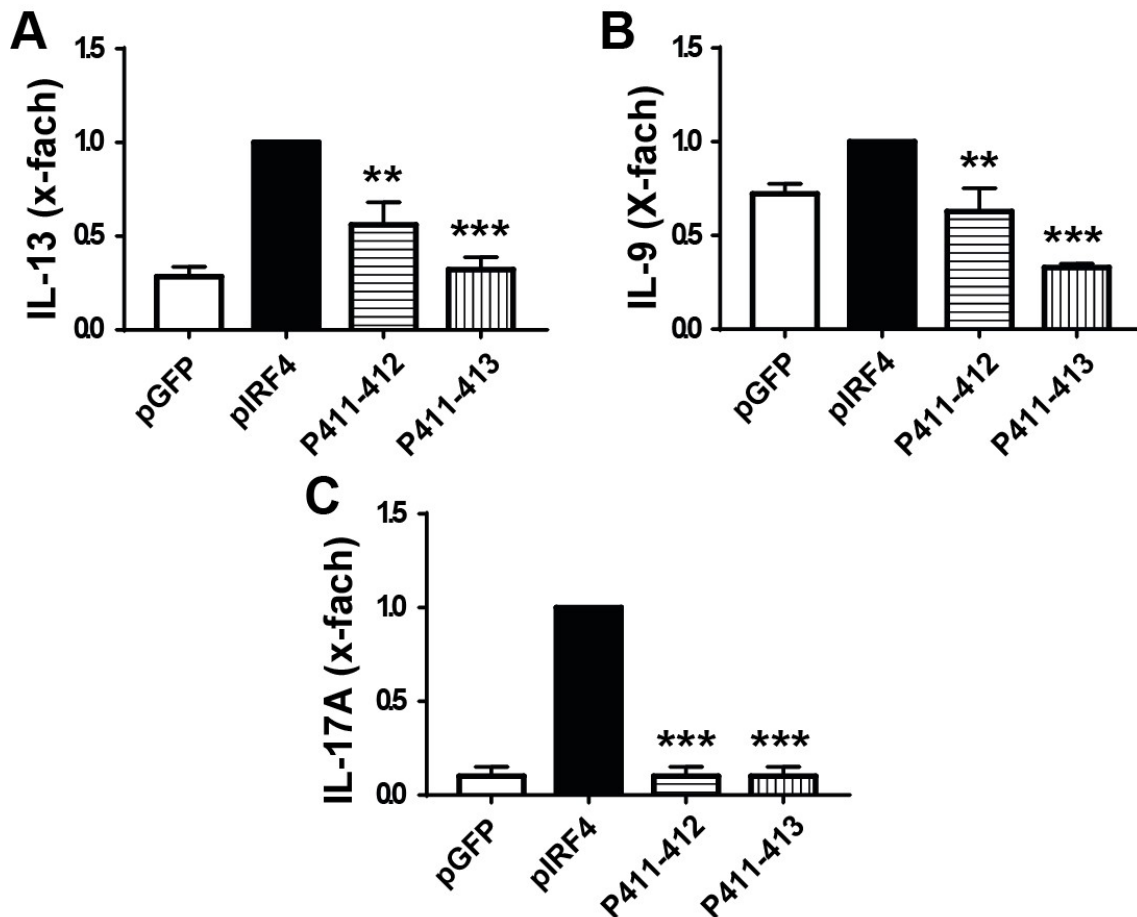 A
IL-13 (x-fach)
1.5
1.0
0.5
0.0
**
***
pGFP
pIRF4
P411-412
P411-413
B
IL-9 (X-fach)
1.5
1.0
0.5
0.0
**
***
pGFP
pIRF4
P411-412
P411-413
C
IL-17A (x-fach)
1.5
1.0
0.5
0.0
***
***
pGFP
pIRF4
P411-412
P411-413